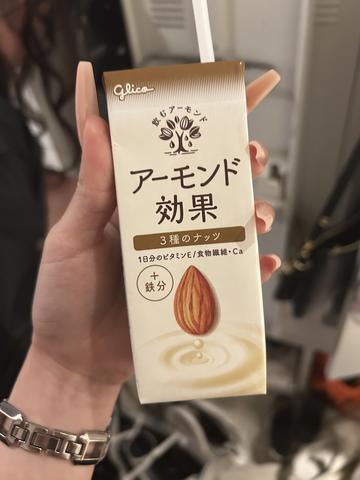 glico
飲むアーモンド
アーモンド
効果
3種のナッツ
1日分のビタミンE/食物繊維・Ca
+
鉄分